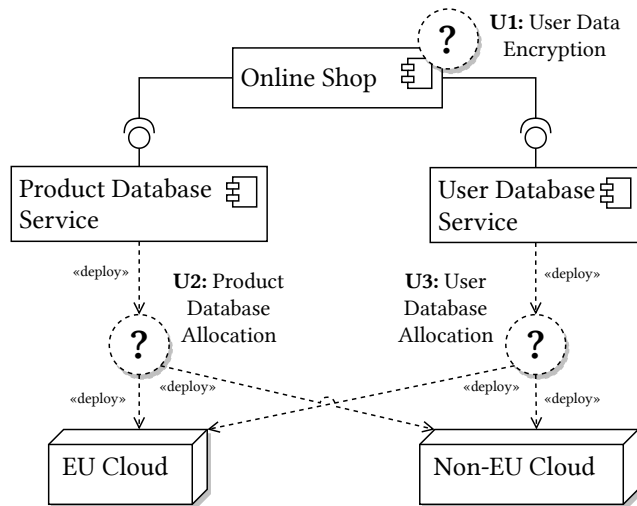 U1: User Data
Encryption
?
Online Shop
Product Database
Service
User Database
Service
«deploy»
«deploy»
U2: Product
Database
Allocation
U3: User
Database
Allocation
?
?
«deploy»
«deploy»
«deploy»
«deploy»
EU Cloud
Non-EU Cloud